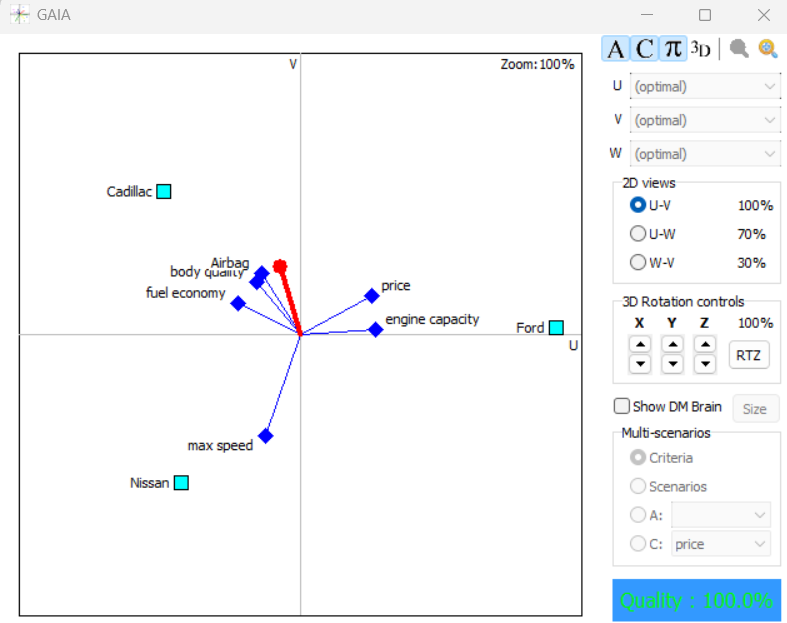 GAIA
A C π 3D
V
Zoom:100%
U (optimal)
V (optimal)
W (optimal)
2D views
U-V 100%
U-W 70%
W-V 30%
Cadillac
Airbag
body quality
fuel economy
price
engine capacity
Ford
U
max speed
Nissan
3D Rotation controls
X Y Z 100%
RTZ
Show DM Brain Size
Multi-scenarios
Criteria
Scenarios
A:
C: price
Quality : 100.0%